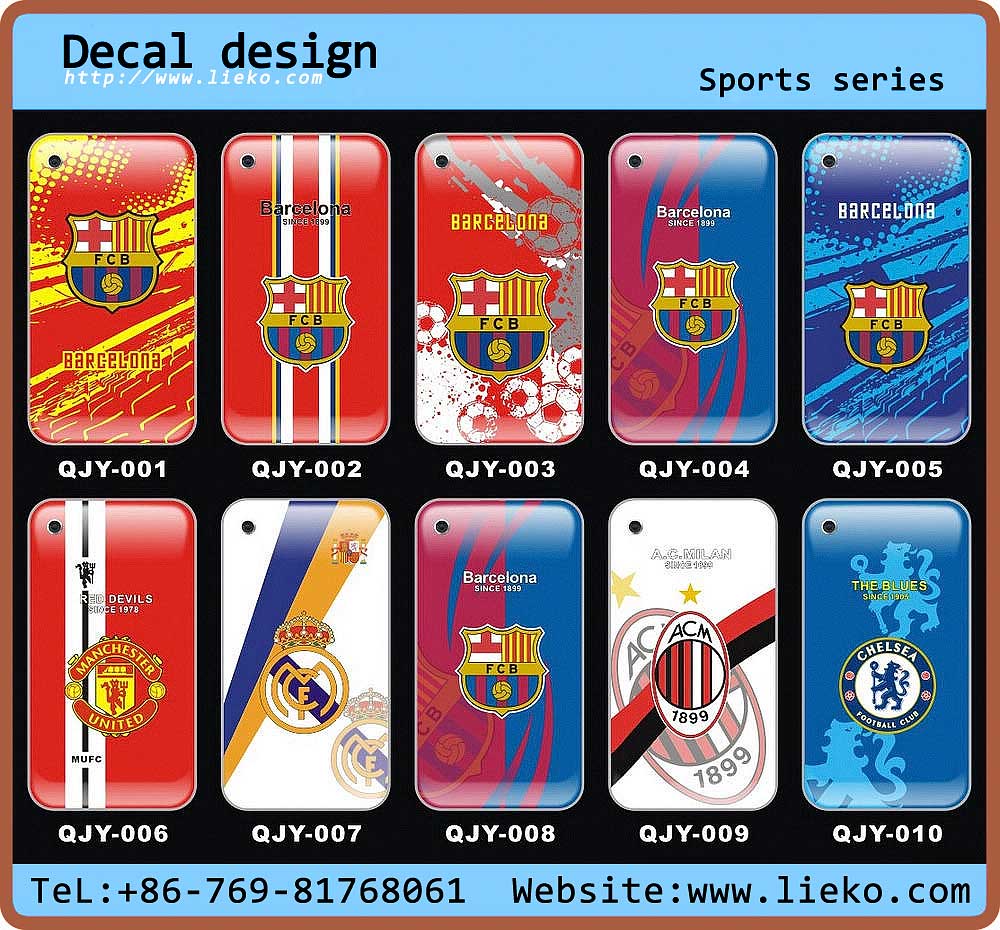 Decal design
http://www.lieko.com
Sports series
FCB
BARCELONA
QJY-001
Barcelona
SINCE 1899
FCB
QJY-002
BARCELONA
FCB
QJY-003
Barcelona
SINCE 1899
FCB
CB
QJY-004
BARCELONA
FCB
QJY-005
RED DEVILS
SINCE 1978
MANCHESTER
UNITED
MUFC
QJY-006
QJY-007
Barcelona
SINCE 1899
FCB
CB
QJY-008
A.C.MILAN
SINCE 1899
ACM
1899
AC
1899
QJY-009
THE BLUES
SINCE 1905
CHELSEA
FOOTBALL CLUB
QJY-010
TeL:+86-769-81768061
Website:www.lieko.com